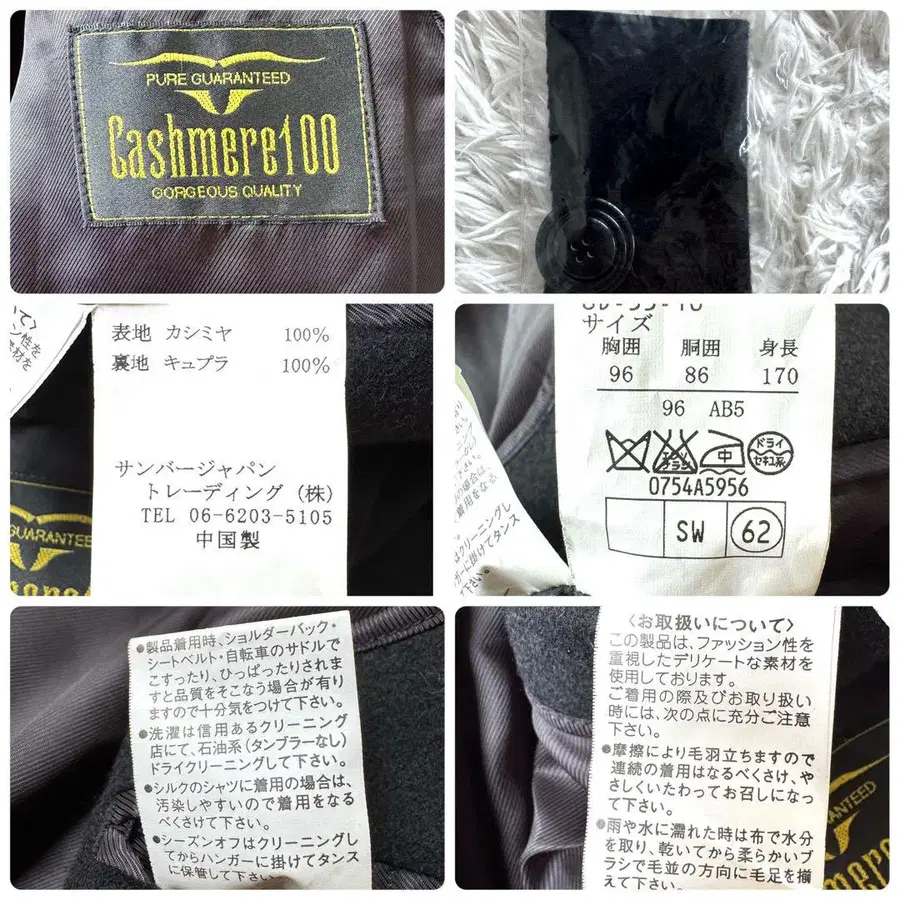 PURE GUARANTEED
Cashmere100
GORGEOUS QUALITY
表地 カシミヤ 100%
裏地 キュプラ 100%
サンバージャパン
トレーディング (株)
TEL 06-6203-5105
中国製
GUARANTEED
サイズ
胸囲 胴囲 身長
96 86 170
96 AB5
エンソ
サラシ
中
ドライ
セキユ系
0754A5956
SW 62
●製品着用時、ショルダーバック・
シートベルト・自転車のサドルで
こすったり、ひっぱったりされま
すと品質をそこなう場合が有り
ますので十分気をつけて下さい。
●洗濯は信用あるクリーニング
店にて、石油系(タンブラーなし)
ドライクリーニングして下さい。
●シルクのシャツに着用の場合は、
汚染しやすいので着用をなる
べくさけて下さい。
●シーズンオフはクリーニングし
てからハンガーに掛けてタンス
に保管して下さい。
〈お取扱いについて〉
この製品は、ファッション性を
重視したデリケートな素材を
使用しております。
ご着用の際及びお取り扱い
時には、次の点に充分ご注意
下さい。
●摩擦により毛羽立ちますので
連続の着用はなるべくさけ、や
さしくいたわってお召しになっ
て下さい。
●雨や水に濡れた時は布で水分
を取り、乾いてから柔らかいブ
ラシで毛並の方向に毛足を揃
えて下さい。